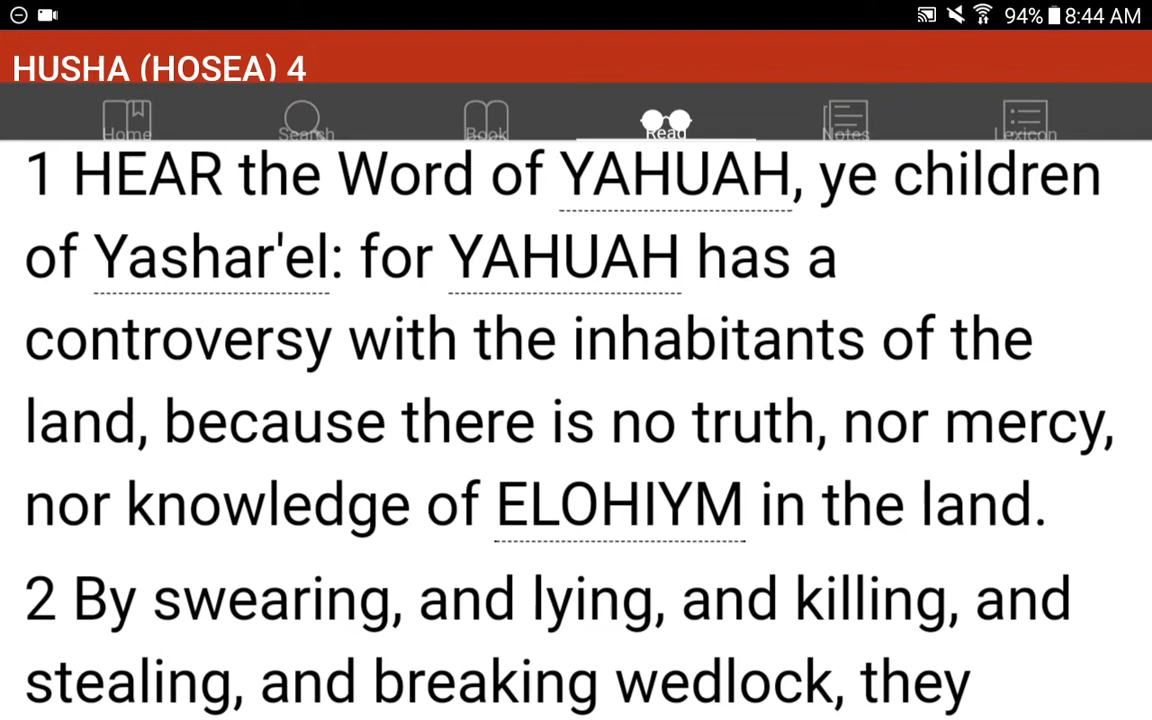 94% 8:44 AM
HUSHA (HOSEA) 4
Home Search Book Read Notes Lexicon
1 HEAR the Word of YAHUAH, ye children
of Yashar'el: for YAHUAH has a
controversy with the inhabitants of the
land, because there is no truth, nor mercy,
nor knowledge of ELOHIYM in the land.
2 By swearing, and lying, and killing, and
stealing, and breaking wedlock, they